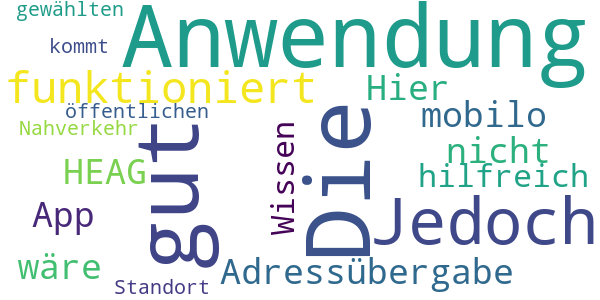 gewählten
Anwendung
kommt
funktioniert
Hier
öffentlichen
mobilo
Nahverkehr
gut
Die
Wissen
nicht
HEAG
hilfreich
App
Jedoch
wäre
Adressübergabe
Standort